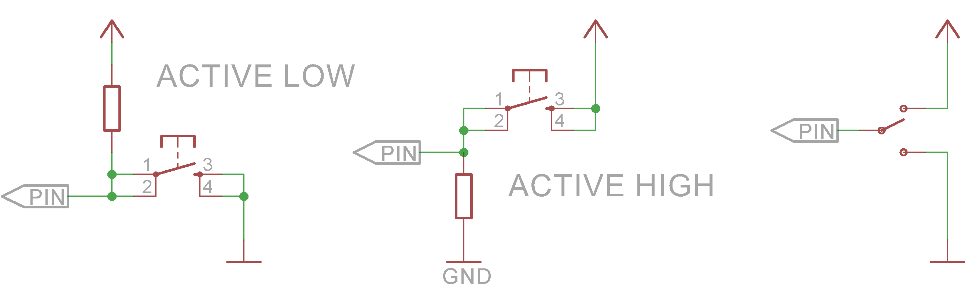 ACTIVE LOW
1 3
2 4
PIN
1 3
2 4
PIN
ACTIVE HIGH
GND
PIN